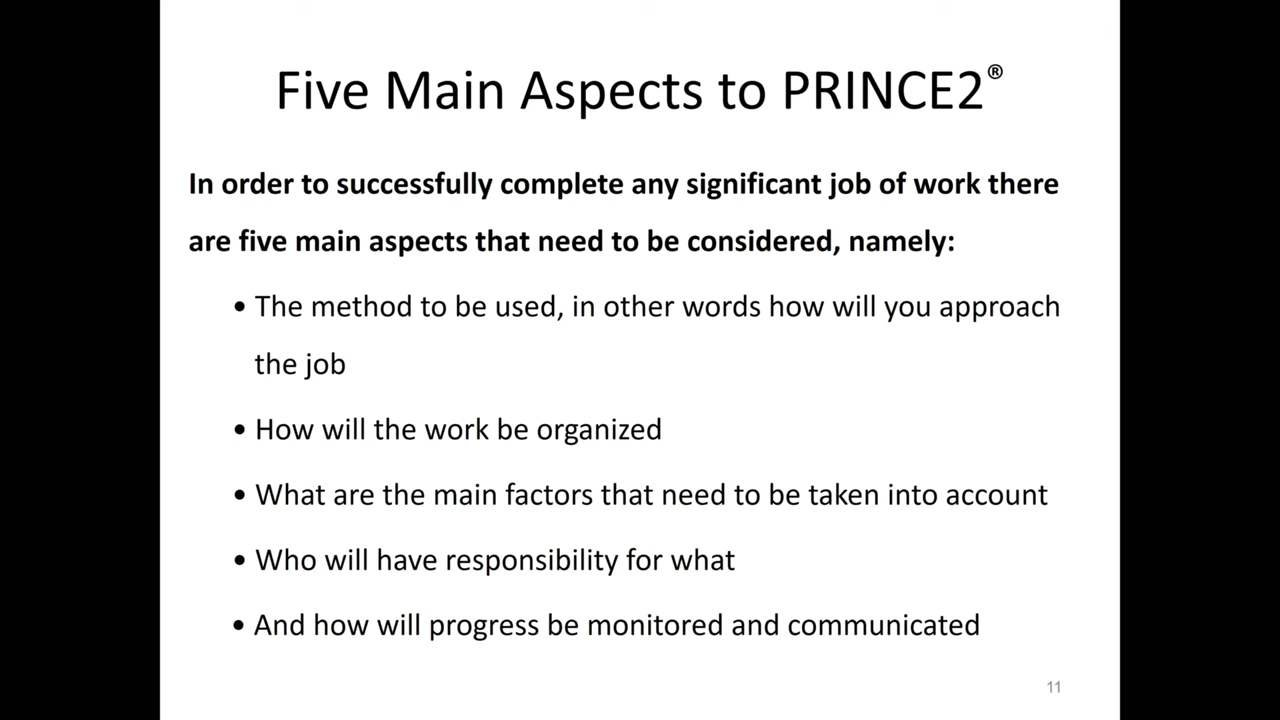 Five Main Aspects to PRINCE2®
In order to successfully complete any significant job of work there
are five main aspects that need to be considered, namely:
• The method to be used, in other words how will you approach
the job
• How will the work be organized
• What are the main factors that need to be taken into account
• Who will have responsibility for what
• And how will progress be monitored and communicated
11